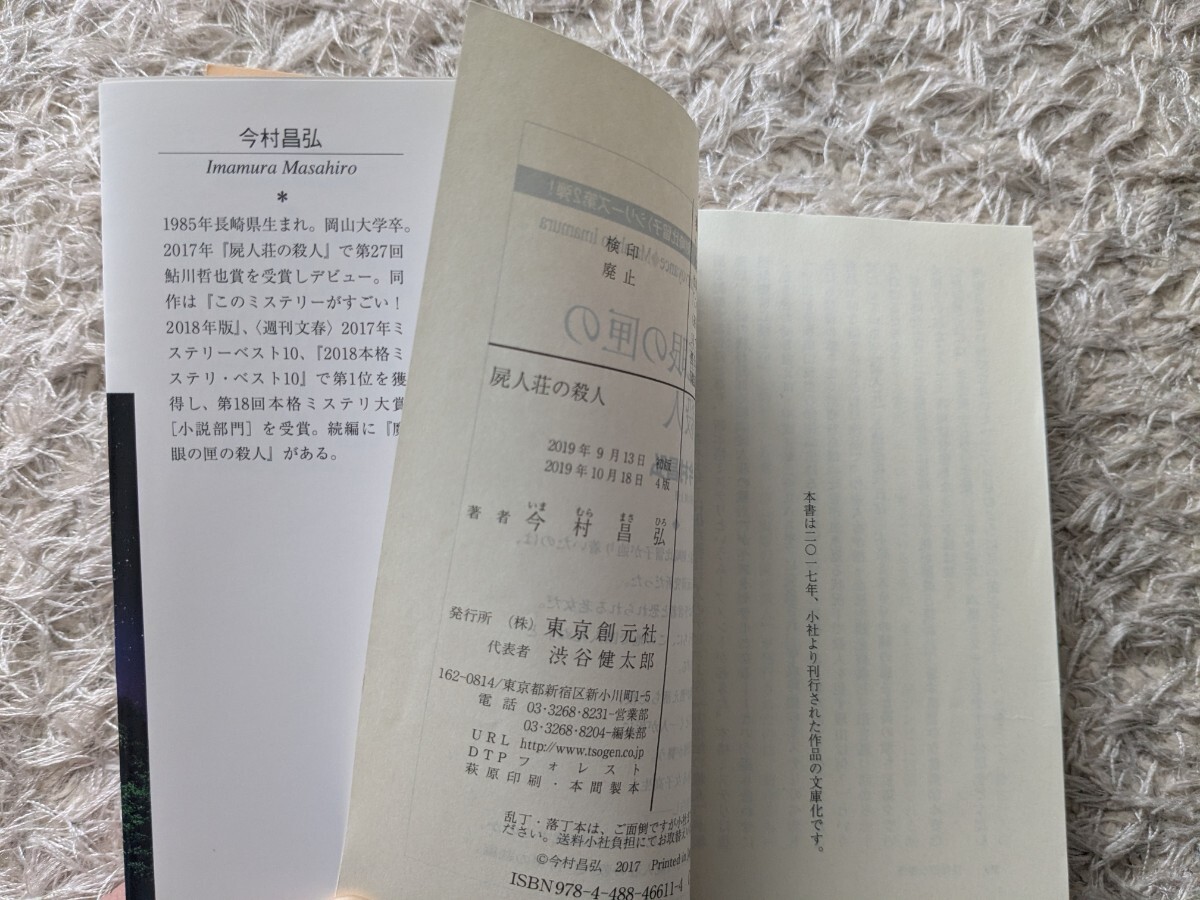 今村昌弘
Imamura Masahiro
*
1985年長崎県生まれ。岡山大学卒。
2017年『屍人荘の殺人』で第27回
鮎川哲也賞を受賞しデビュー。同
作は『このミステリーがすごい!
2018年版』、〈週刊文春〉2017年ミ
ステリーベスト10、『2018本格ミ
ステリ・ベスト10』で第1位を獲
得し、第18回本格ミステリ大賞
[小説部門]を受賞。続編に『魔
眼の匣の殺人』がある。
検印
廃止
屍人荘の殺人
2019年9月13日 初版
2019年10月18日 4版
著者 今村昌弘
いま むら まさ ひろ
発行所 (株) 東京創元社
代表者 渋谷健太郎
162-0814/東京都新宿区新小川町1-5
電話 03・3268・8231-営業部
03・3268・8204-編集部
URL http://www.tsogen.co.jp
DTP フォレスト
萩原印刷・本間製本
乱丁・落丁本は、ご面倒ですが小社
ださい。送料小社負担にてお取替え
©今村昌弘 2017 Printed in
ISBN978-4-488-46611-4
本書は二〇一七年、小社より刊行された作品の文庫化です。